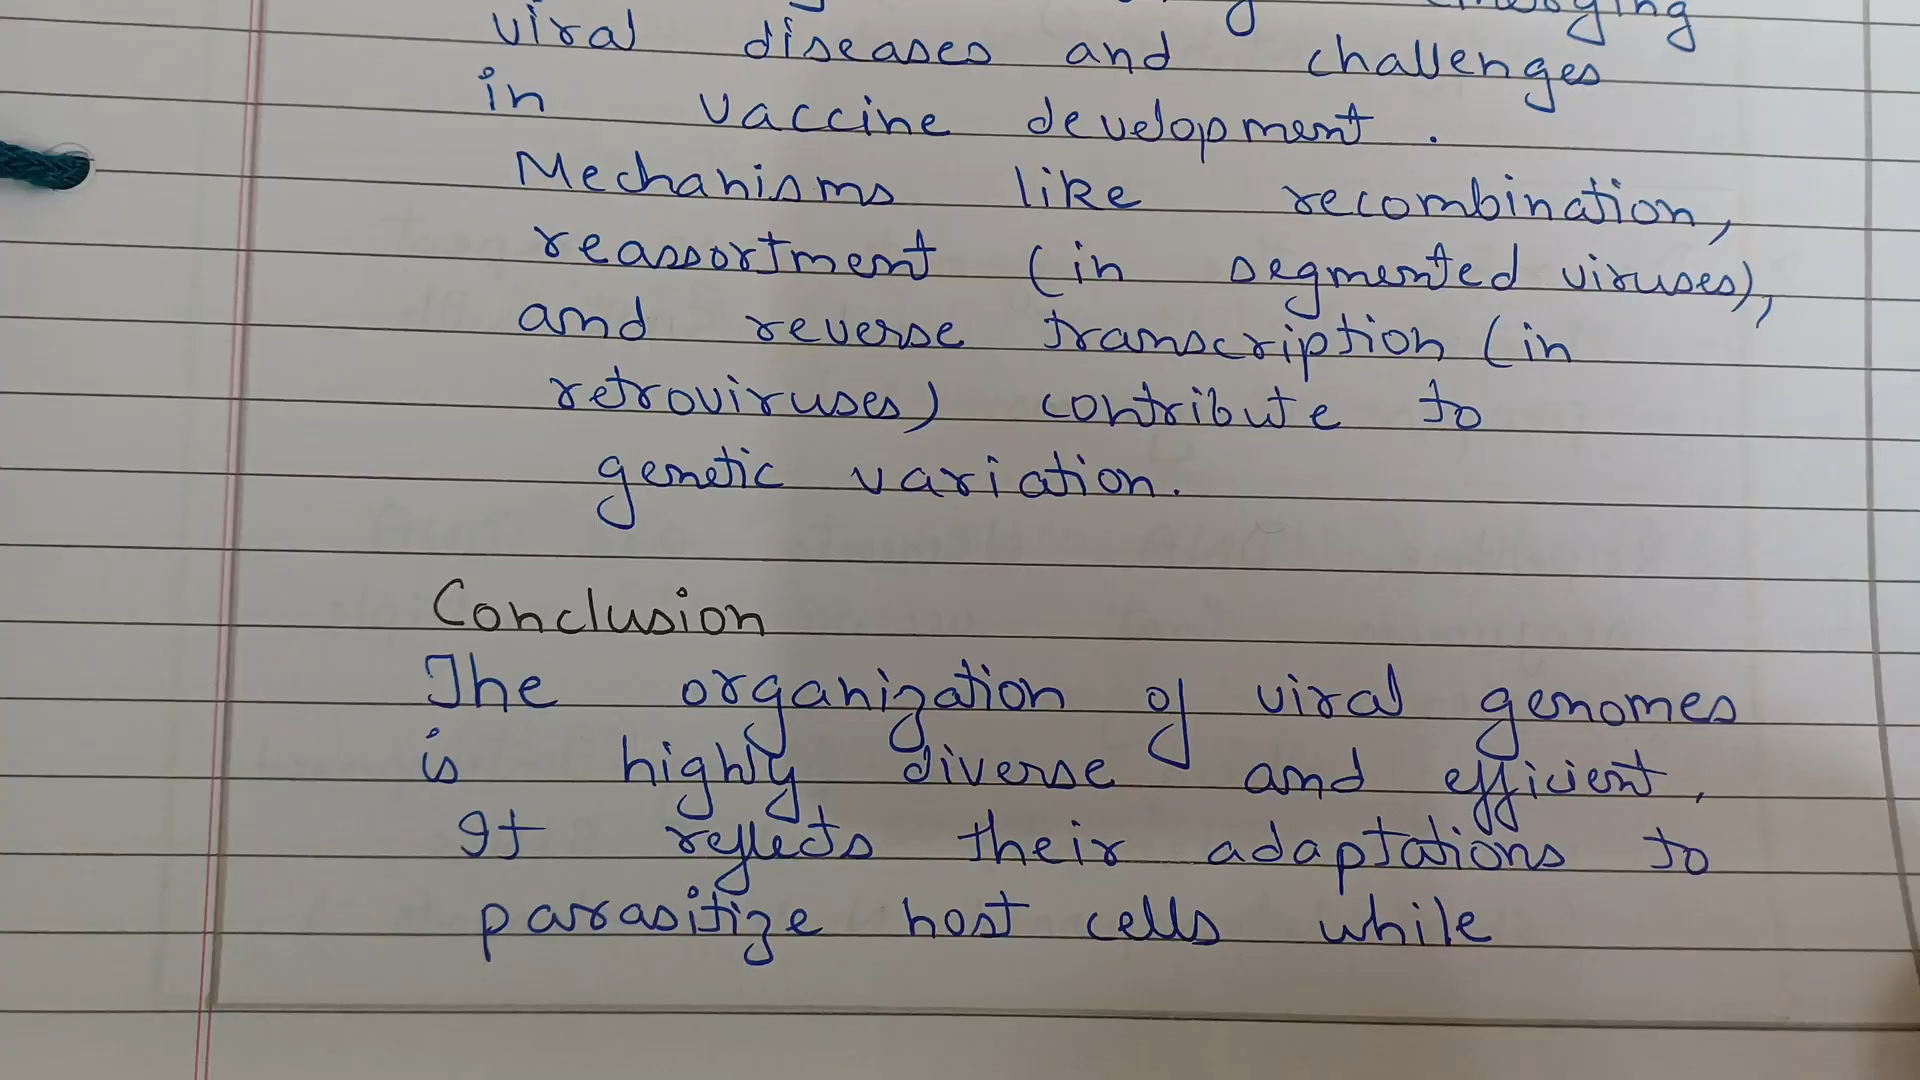 viral diseases and challenges
in vaccine development.
Mechanisms like recombination,
reassortment (in segmented viruses),
and reverse transcription (in
retroviruses) contribute to
genetic variation.
Conclusion
The organization of viral genomes
is highly diverse and efficient.
It reflects their adaptations to
parasitize host cells while